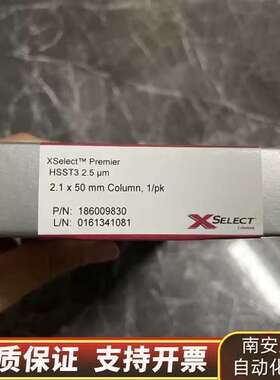 XSelect™ Premier
HSST3 2.5 µm
2.1 x 50 mm Column, 1/pk
P/N: 186009830
L/N: 0161341081
XSELECT
Columns
质保证 支持开票
南安
自动化